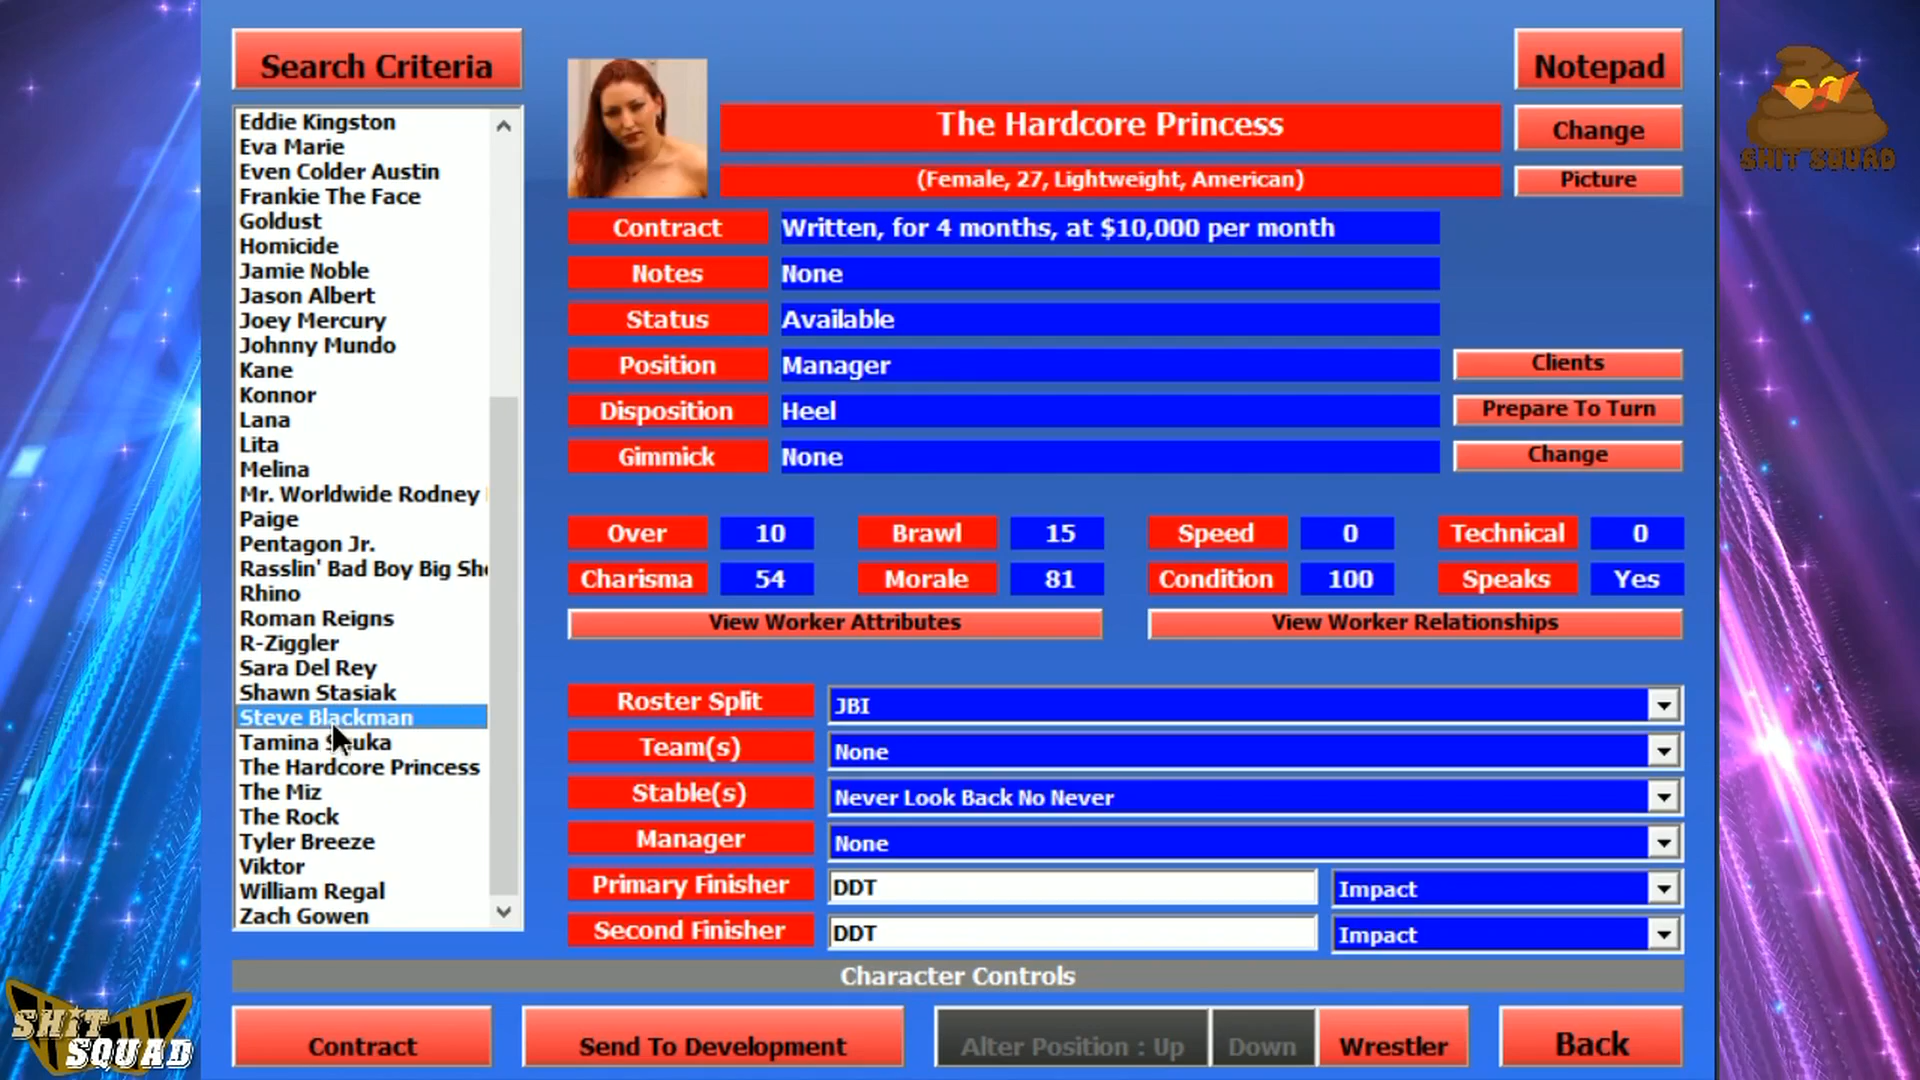 Search Criteria
Notepad
The Hardcore Princess
Change
(Female, 27, Lightweight, American)
Picture
SHIT SQUAD
Eddie Kingston
Eva Marie
Even Colder Austin
Frankie The Face
Goldust
Homicide
Jamie Noble
Jason Albert
Joey Mercury
Johnny Mundo
Kane
Konnor
Lana
Lita
Melina
Mr. Worldwide Rodney
Paige
Pentagon Jr.
Rasslin' Bad Boy Big
Rhino
Roman Reigns
R-Ziggler
Sara Del Rey
Shawn Stasiak
Steve Blackman
Tamina
The Hardcore Princess
The Miz
The Rock
Tyler Breeze
Viktor
William Regal
Zach Gowen
Contract Written, for 4 months, at $10,000 per month
Notes None
Status Available
Position Manager Clients
Disposition Heel Prepare To Turn
Gimmick None Change
Over 10 Brawl 15 Speed 0 Technical 0
Charisma 54 Morale 81 Condition 100 Speaks Yes
View Worker Attributes View Worker Relationships
Roster Split JBI
Team(s) None
Stable(s) Never Look Back No Never
Manager None
Primary Finisher DDT Impact
Second Finisher DDT Impact
Character Controls
Contract Send To Development Alter Position : Up Down Wrestler Back
SHIT
SQUAD